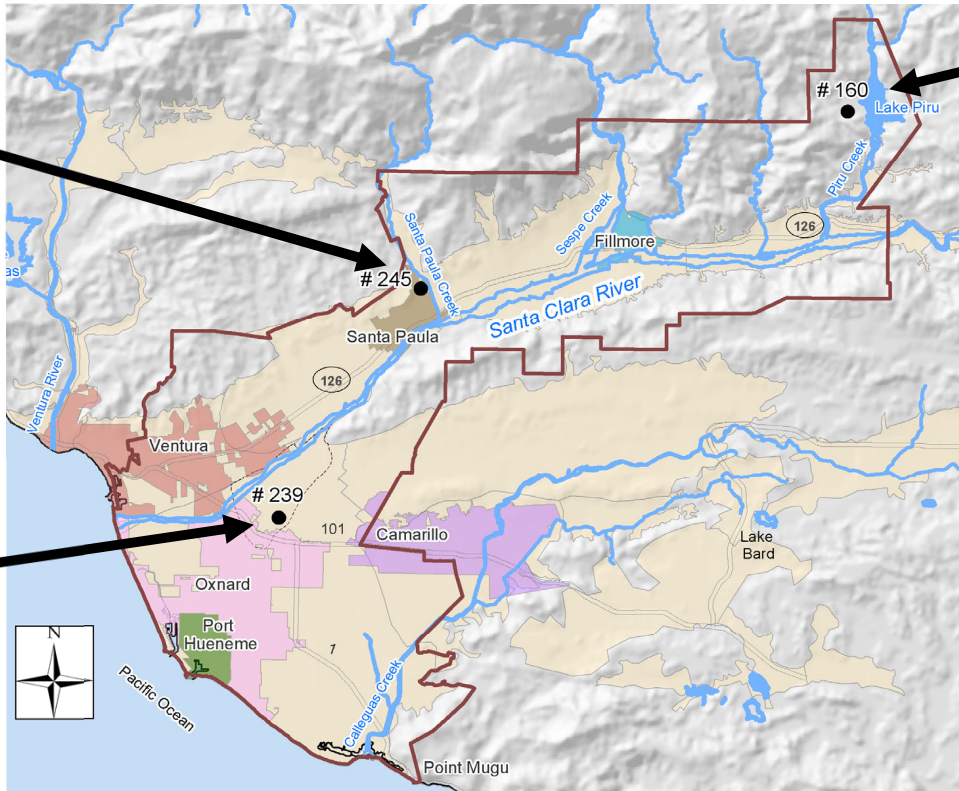 # 160
Lake Piru
Piru Creek
126
Sespe Creek
Fillmore
Santa Paula Creek
# 245
Santa Clara River
Santa Paula
as
126
Ventura River
Ventura
# 239
101
Camarillo
Lake
Bard
Oxnard
Port
Hueneme
1
N
Pacific Ocean
Calleguas Creek
Point Mugu